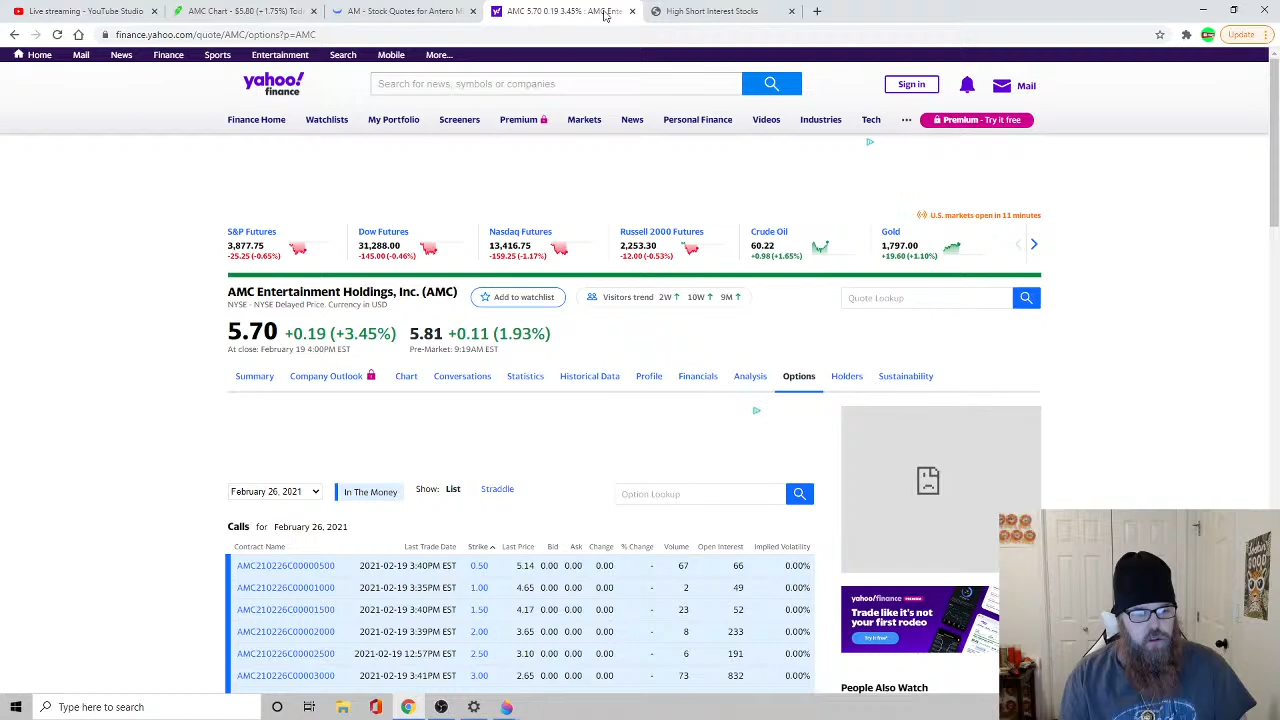 Live streaming - YouTube Studio
AMC Chart - $5.80 (+1.75%) Toda
AM - Stock Quotes for Antero M
AMC 5.70 0.19 3.45% : AMC Ente
High Short Interest Stocks
finance.yahoo.com/quote/AMC/options?p=AMC
Update
Home Mail News Finance Sports Entertainment Search Mobile More...
yahoo!
finance
Search for news, symbols or companies
Sign in
Mail
Finance Home Watchlists My Portfolio Screeners Premium Markets News Personal Finance Videos Industries Tech ... Premium - Try it free
U.S. markets open in 11 minutes
S&P Futures Dow Futures Nasdaq Futures Russell 2000 Futures Crude Oil Gold
3,877.75 31,288.00 13,416.75 2,253.30 60.22 1,797.00
-25.25 (-0.65%) -145.00 (-0.46%) -159.25 (-1.17%) -12.00 (-0.53%) +0.98 (+1.65%) +19.60 (+1.10%)
AMC Entertainment Holdings, Inc. (AMC)
NYSE - NYSE Delayed Price. Currency in USD
Add to watchlist
Visitors trend 2W↑ 10W↑ 9M↑
Quote Lookup
5.70 +0.19 (+3.45%) 5.81 +0.11 (1.93%)
At close: February 19 4:00PM EST Pre-Market: 9:19AM EST
Summary Company Outlook Chart Conversations Statistics Historical Data Profile Financials Analysis Options Holders Sustainability
February 26, 2021 In The Money Show: List Straddle Option Lookup
Calls for February 26, 2021
Contract Name Last Trade Date Strike Last Price Bid Ask Change % Change Volume Open Interest Implied Volatility
AMC210226C00000500 2021-02-19 3:40PM EST 0.50 5.14 0.00 0.00 0.00 - 67 66 0.00%
AMC210226C00001000 2021-02-19 3:35PM EST 1.00 4.65 0.00 0.00 0.00 - 2 49 0.00%
AMC210226C00001500 2021-02-19 3:40PM EST 1.50 4.17 0.00 0.00 0.00 - 23 52 0.00%
AMC210226C00002000 2021-02-19 3:39PM EST 2.00 3.65 0.00 0.00 0.00 - 8 233 0.00%
AMC210226C00002500 2021-02-19 12:57PM EST 2.50 3.10 0.00 0.00 0.00 - 6 191 0.00%
AMC210226C00003000 2021-02-19 3:41PM EST 3.00 2.65 0.00 0.00 0.00 - 73 832 0.00%
yahoo!finance PREMIUM
Trade like it's not
your first rodeo
Try it free*
People Also Watch
Type here to search